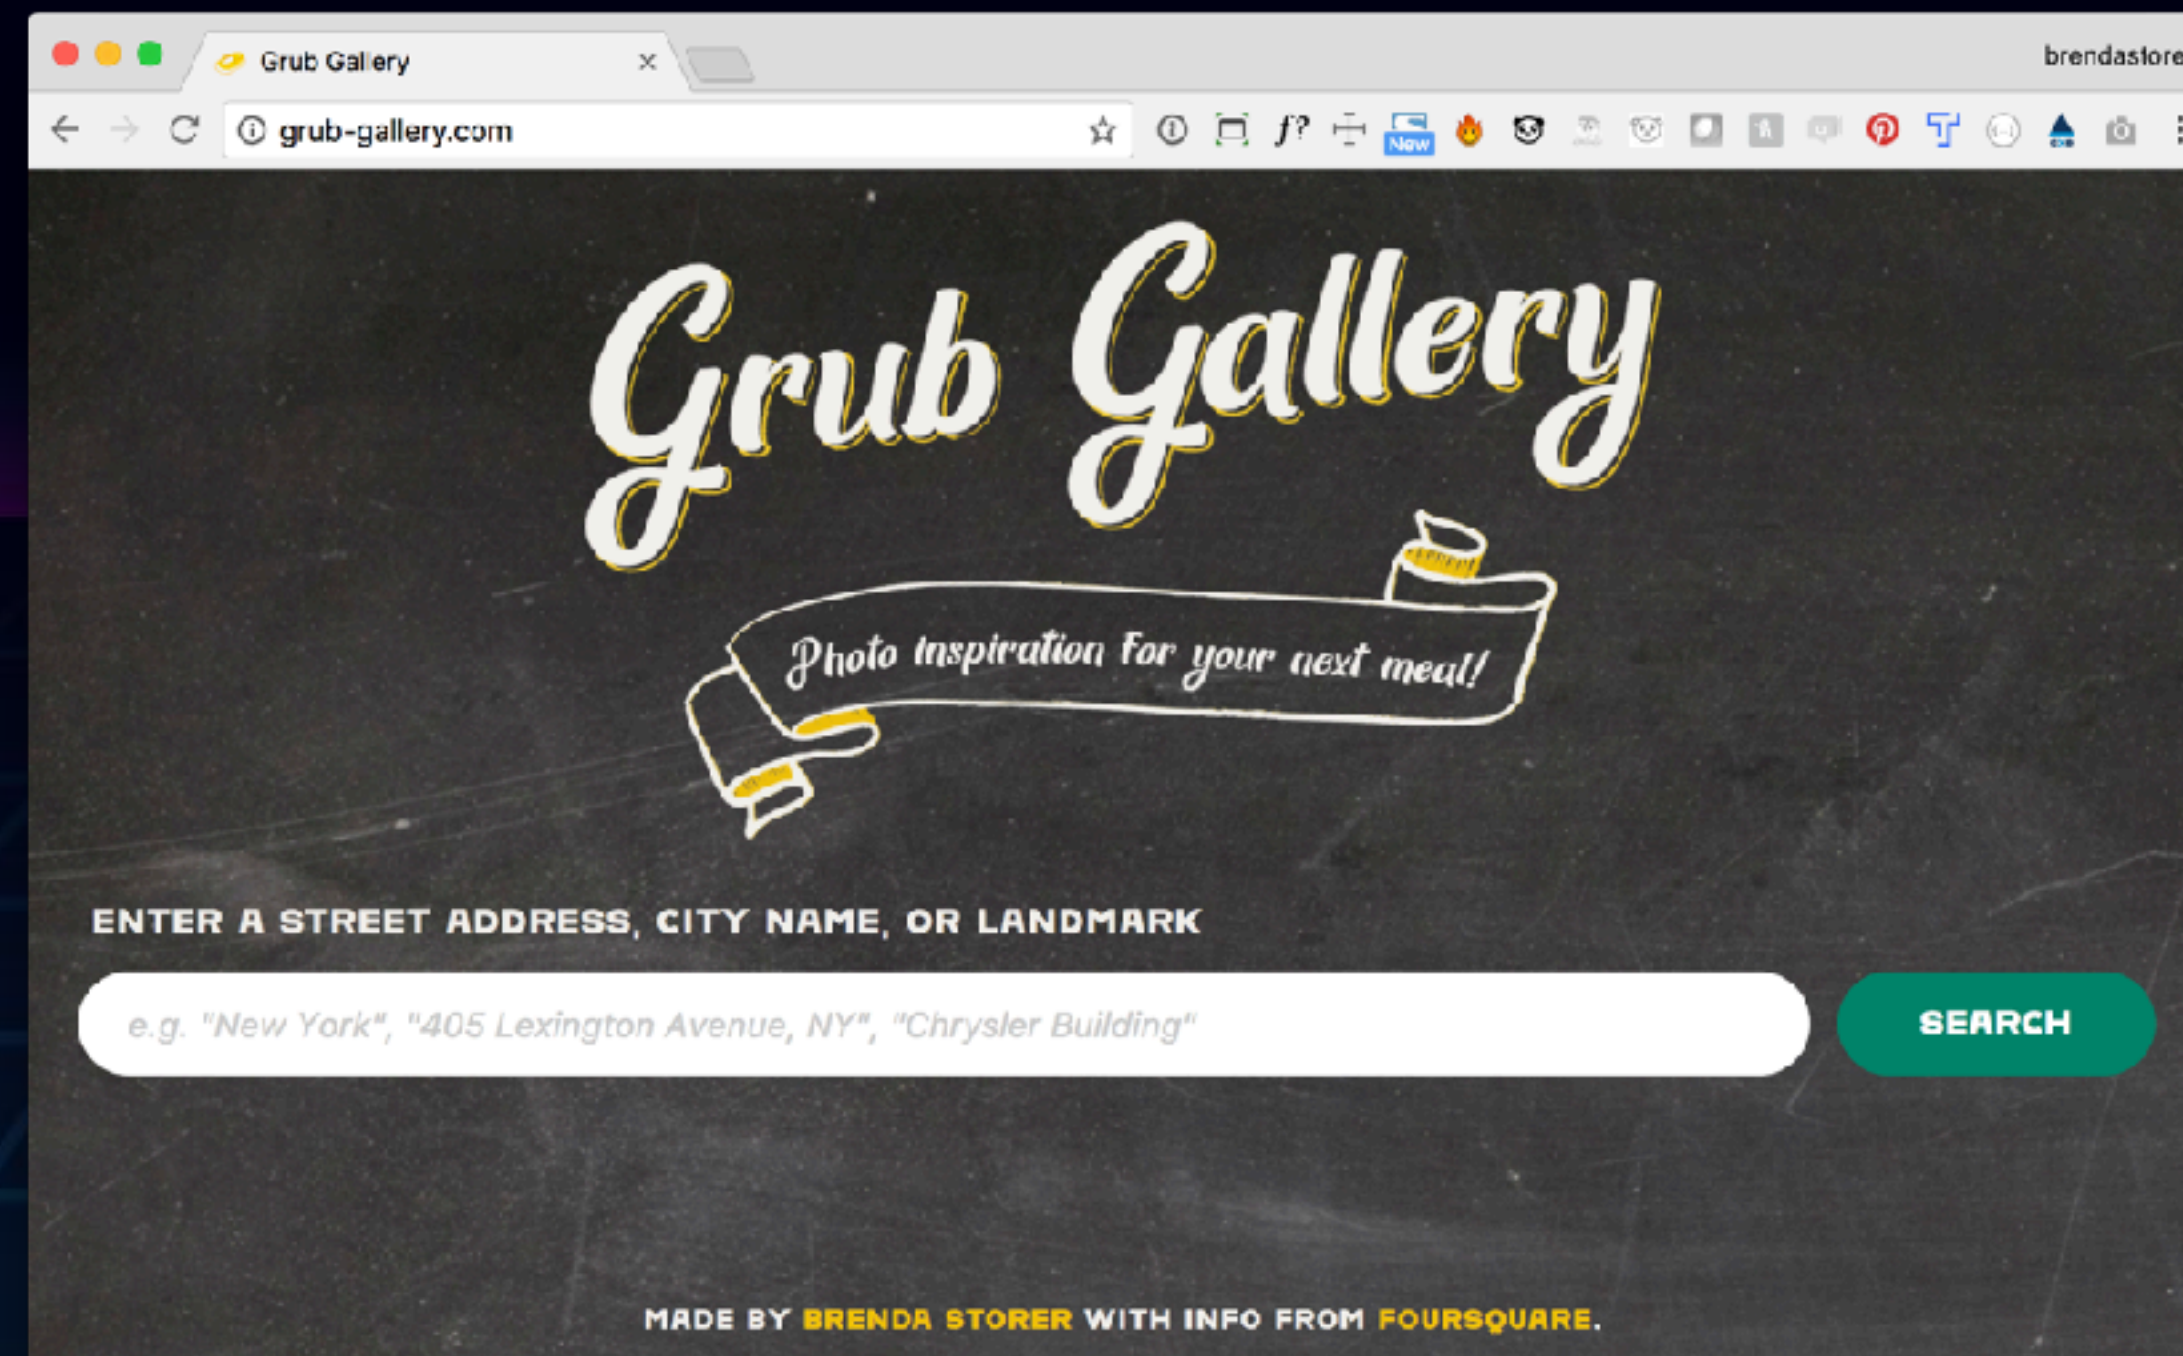 Grub Gallery
brendastore
grub-gallery.com
f?
New
Grub Gallery
Photo inspiration for your next meal!
ENTER A STREET ADDRESS, CITY NAME, OR LANDMARK
e.g. "New York", "405 Lexington Avenue, NY", "Chrysler Building"
SEARCH
MADE BY BRENDA STORER WITH INFO FROM FOURSQUARE.